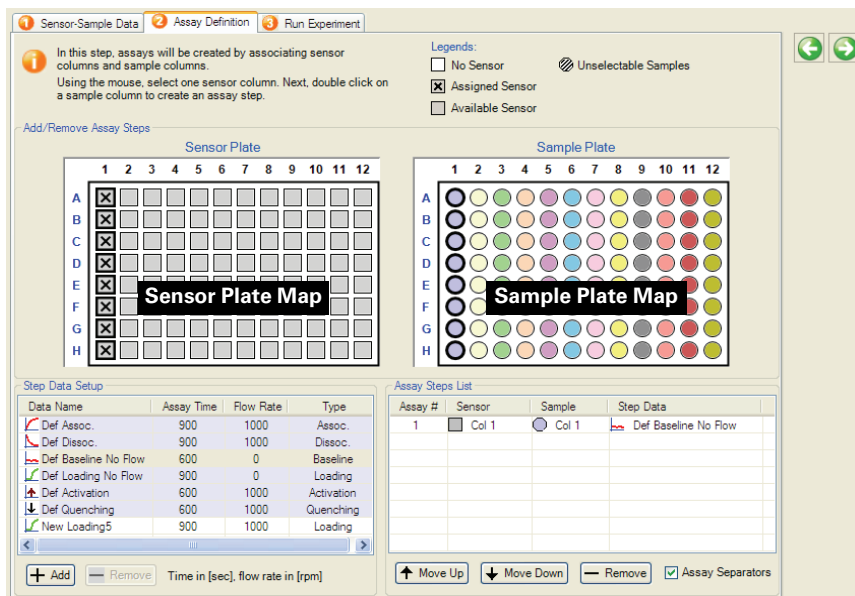 1 Sensor-Sample Data 2 Assay Definition 3 Run Experiment
In this step, assays will be created by associating sensor
columns and sample columns.
Using the mouse, select one sensor column. Next, double click on
a sample column to create an assay step.
Legends:
No Sensor Unselectable Samples
Assigned Sensor
Available Sensor
Add/Remove Assay Steps
Sensor Plate
1 2 3 4 5 6 7 8 9 10 11 12
A
B
C
D
E
F
G
H
Sensor Plate Map
Sample Plate
1 2 3 4 5 6 7 8 9 10 11 12
A
B
C
D
E
F
G
H
Sample Plate Map
Step Data Setup
Data Name Assay Time Flow Rate Type
Def Assoc. 900 1000 Assoc.
Def Dissoc. 900 1000 Dissoc.
Def Baseline No Flow 600 0 Baseline
Def Loading No Flow 900 0 Loading
Def Activation 600 1000 Activation
Def Quenching 600 1000 Quenching
New Loading5 900 1000 Loading
Add Remove Time in [sec], flow rate in [rpm]
Assay Steps List
Assay # Sensor Sample Step Data
1 Col 1 Col 1 Def Baseline No Flow
Move Up Move Down Remove Assay Separators